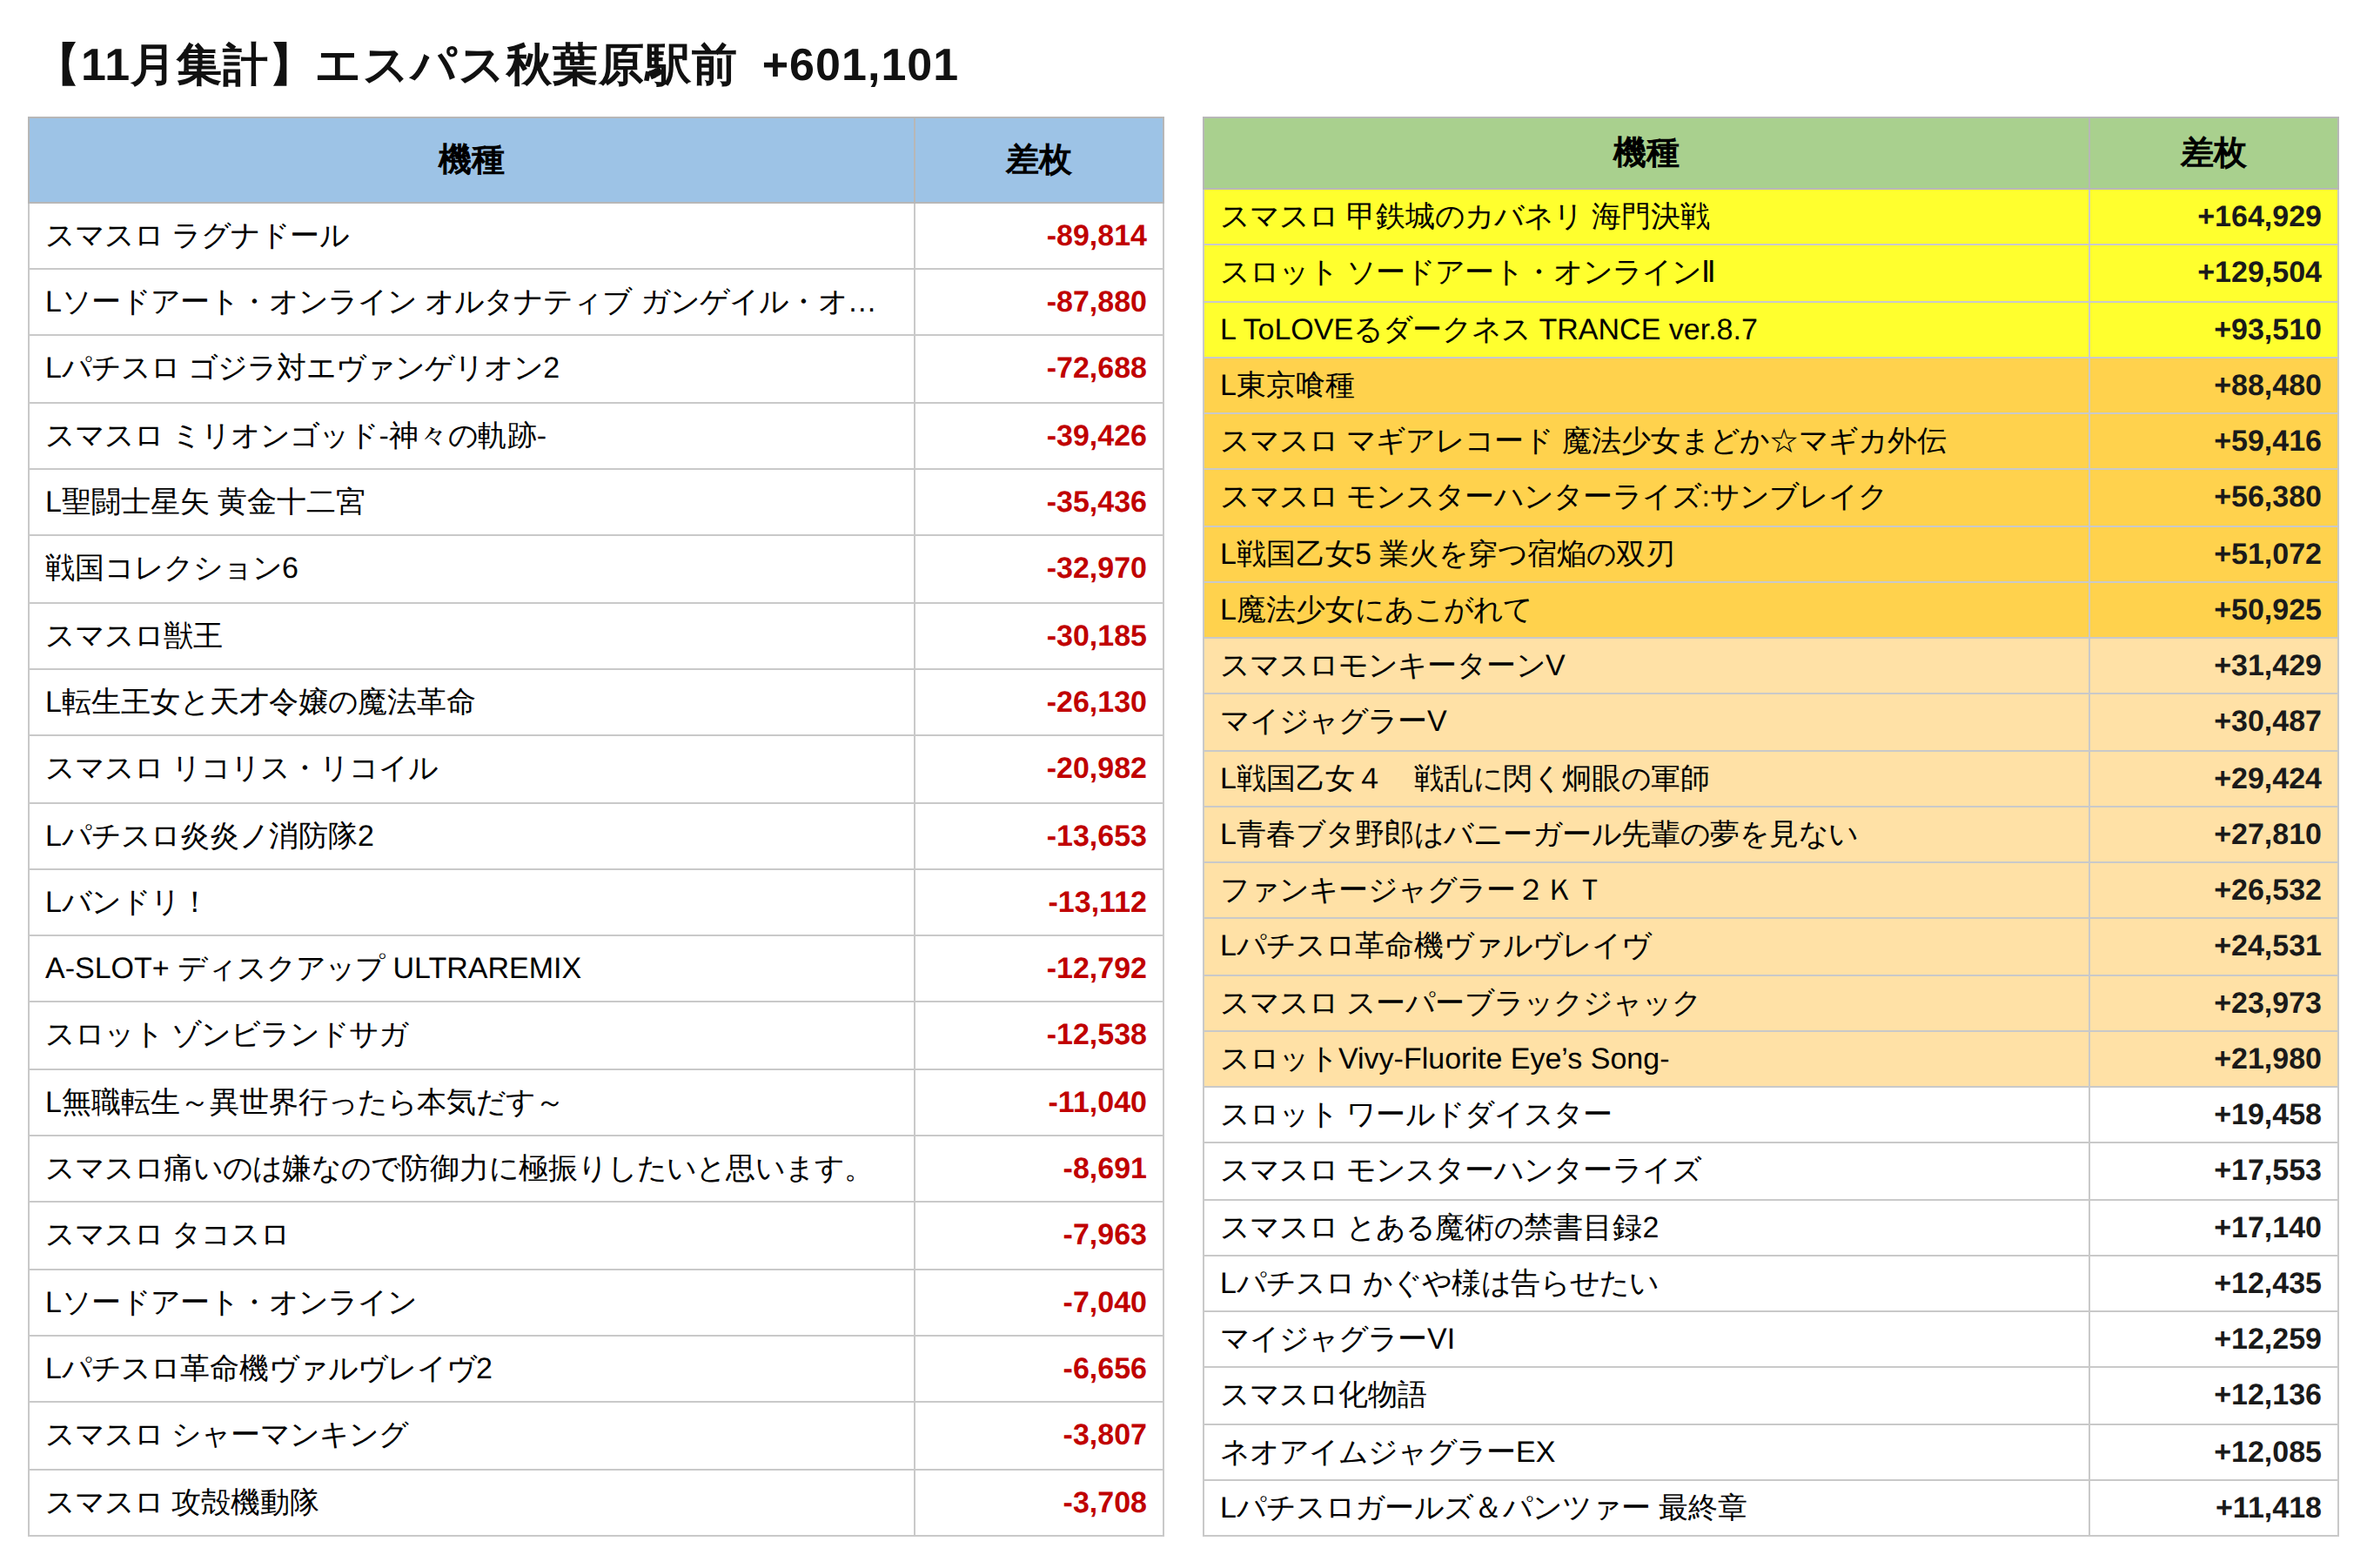 【11月集計】エスパス秋葉原駅前 +601,101
機種 差枚
スマスロ ラグナドール -89,814
Lソードアート・オンライン オルタナティブ ガンゲイル・オ… -87,880
Lパチスロ ゴジラ対エヴァンゲリオン2 -72,688
スマスロ ミリオンゴッド-神々の軌跡- -39,426
L聖闘士星矢 黄金十二宮 -35,436
戦国コレクション6 -32,970
スマスロ獣王 -30,185
L転生王女と天才令嬢の魔法革命 -26,130
スマスロ リコリス・リコイル -20,982
Lパチスロ炎炎ノ消防隊2 -13,653
Lバンドリ！ -13,112
A-SLOT+ ディスクアップ ULTRAREMIX -12,792
スロット ゾンビランドサガ -12,538
L無職転生～異世界行ったら本気だす～ -11,040
スマスロ痛いのは嫌なので防御力に極振りしたいと思います。 -8,691
スマスロ タコスロ -7,963
Lソードアート・オンライン -7,040
Lパチスロ革命機ヴァルヴレイヴ2 -6,656
スマスロ シャーマンキング -3,807
スマスロ 攻殻機動隊 -3,708
機種 差枚
スマスロ 甲鉄城のカバネリ 海門決戦 +164,929
スロット ソードアート・オンラインⅡ +129,504
L ToLOVEるダークネス TRANCE ver.8.7 +93,510
L東京喰種 +88,480
スマスロ マギアレコード 魔法少女まどか☆マギカ外伝 +59,416
スマスロ モンスターハンターライズ:サンブレイク +56,380
L戦国乙女5 業火を穿つ宿焔の双刃 +51,072
L魔法少女にあこがれて +50,925
スマスロモンキーターンV +31,429
マイジャグラーV +30,487
L戦国乙女４　戦乱に閃く炯眼の軍師 +29,424
L青春ブタ野郎はバニーガール先輩の夢を見ない +27,810
ファンキージャグラー２ＫＴ +26,532
Lパチスロ革命機ヴァルヴレイヴ +24,531
スマスロ スーパーブラックジャック +23,973
スロットVivy-Fluorite Eye’s Song- +21,980
スロット ワールドダイスター +19,458
スマスロ モンスターハンターライズ +17,553
スマスロ とある魔術の禁書目録2 +17,140
Lパチスロ かぐや様は告らせたい +12,435
マイジャグラーVI +12,259
スマスロ化物語 +12,136
ネオアイムジャグラーEX +12,085
Lパチスロガールズ＆パンツァー 最終章 +11,418